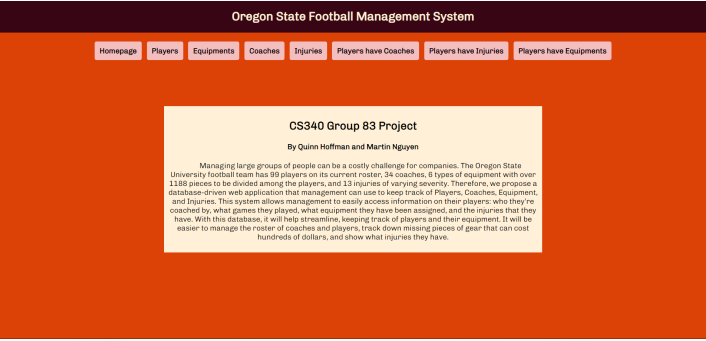 Oregon State Football Management System
Homepage
Players
Equipments
Coaches
Injuries
Players have Coaches
Players have Injuries
Players have Equipments
CS340 Group 83 Project
By Quinn Hoffman and Martin Nguyen
Managing large groups of people can be a costly challenge for companies. The Oregon State
University football team has 99 players on its current roster, 34 coaches, 6 types of equipment with over
1188 pieces to be divided among the players, and 13 injuries of varying severity. Therefore, we propose a
database-driven web application that management can use to keep track of Players, Coaches, Equipment,
and Injuries. This system allows management to easily access information on their players: who they're
coached by, what games they played, what equipment they have been assigned, and the injuries that they
have. With this database, it will help streamline, keeping track of players and their equipment. It will be
easier to manage the roster of coaches and players, track down missing pieces of gear that can cost
hundreds of dollars, and show what injuries they have.